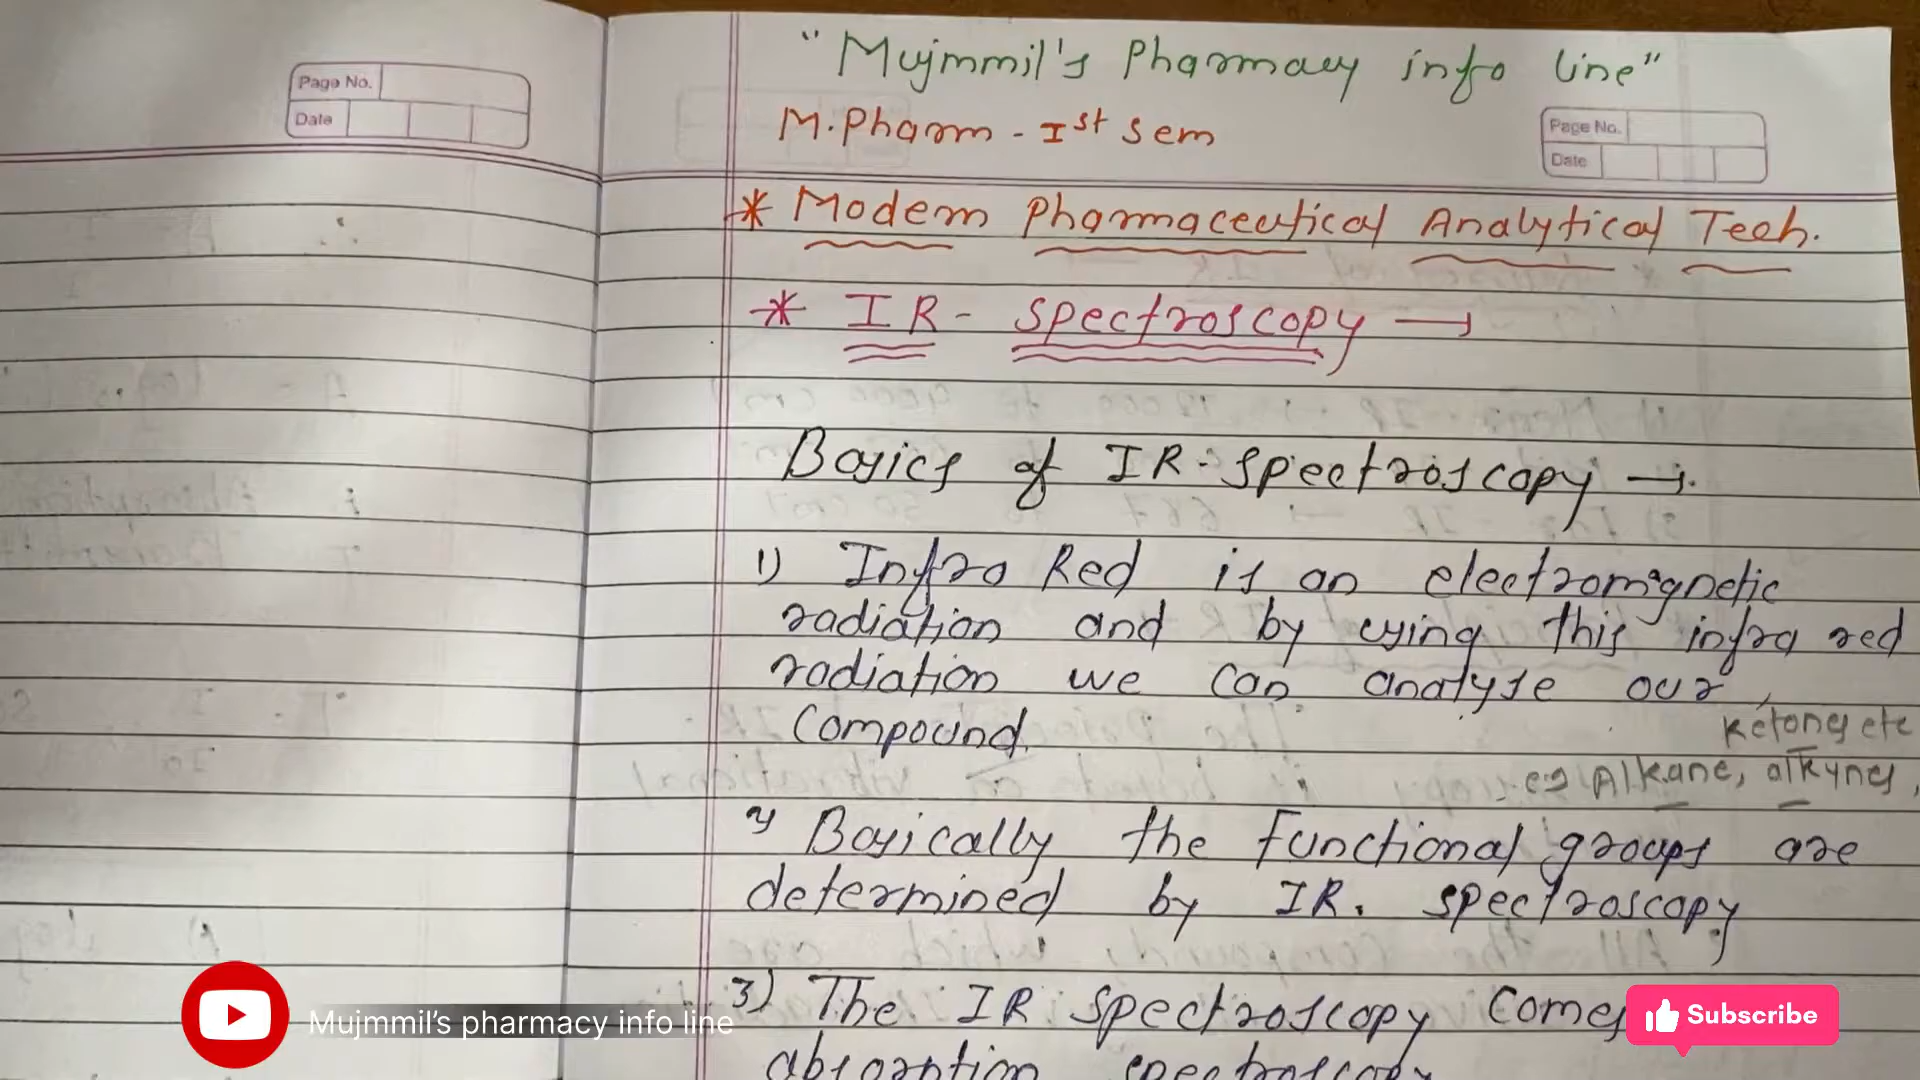 Page No.
Date
"Mujmmil's Pharmacy info line"
M.Pharm - Ist sem
Page No.
Date
* Modern Pharmaceutical Analytical Tech.
* IR - Spectroscopy →
Basics of IR - Spectroscopy →
1) Infra Red is an electromagnetic
radiation and by using this infra red
radiation we can analyse our
Compound.
Ketones etc
eg Alkane, alkynes,
2) Basically the functional groups are
determined by IR. Spectroscopy
3) The IR Spectroscopy comes
absorption spectroscopy
Mujmmil's pharmacy info line
Subscribe